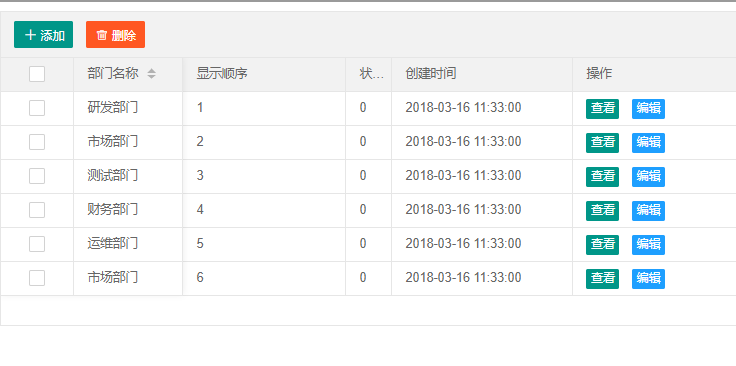 添加 删除
部门名称 显示顺序 状... 创建时间 操作
研发部门 1 0 2018-03-16 11:33:00 查看 编辑
市场部门 2 0 2018-03-16 11:33:00 查看 编辑
测试部门 3 0 2018-03-16 11:33:00 查看 编辑
财务部门 4 0 2018-03-16 11:33:00 查看 编辑
运维部门 5 0 2018-03-16 11:33:00 查看 编辑
市场部门 6 0 2018-03-16 11:33:00 查看 编辑